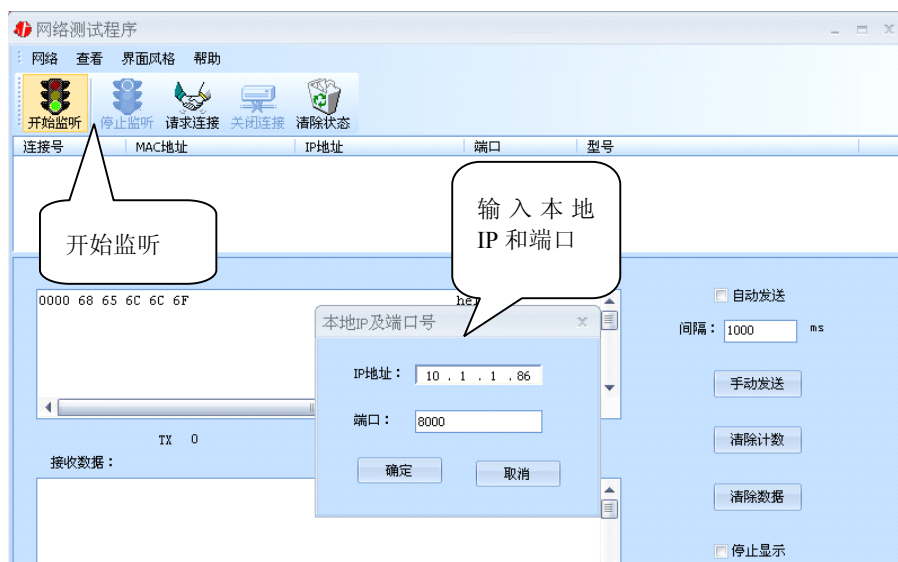 网络测试程序
网络 查看 界面风格 帮助
开始监听 停止监听 请求连接 关闭连接 清除状态
连接号 MAC地址 IP地址 端口 型号
开始监听
输入本地
IP 和端口
0000 68 65 6C 6C 6F
自动发送
本地IP及端口号
间隔： 1000 ms
IP地址： 10 . 1 . 1 . 86
手动发送
端口： 8000
TX 0
清除计数
接收数据：
确定 取消
清除数据
停止显示